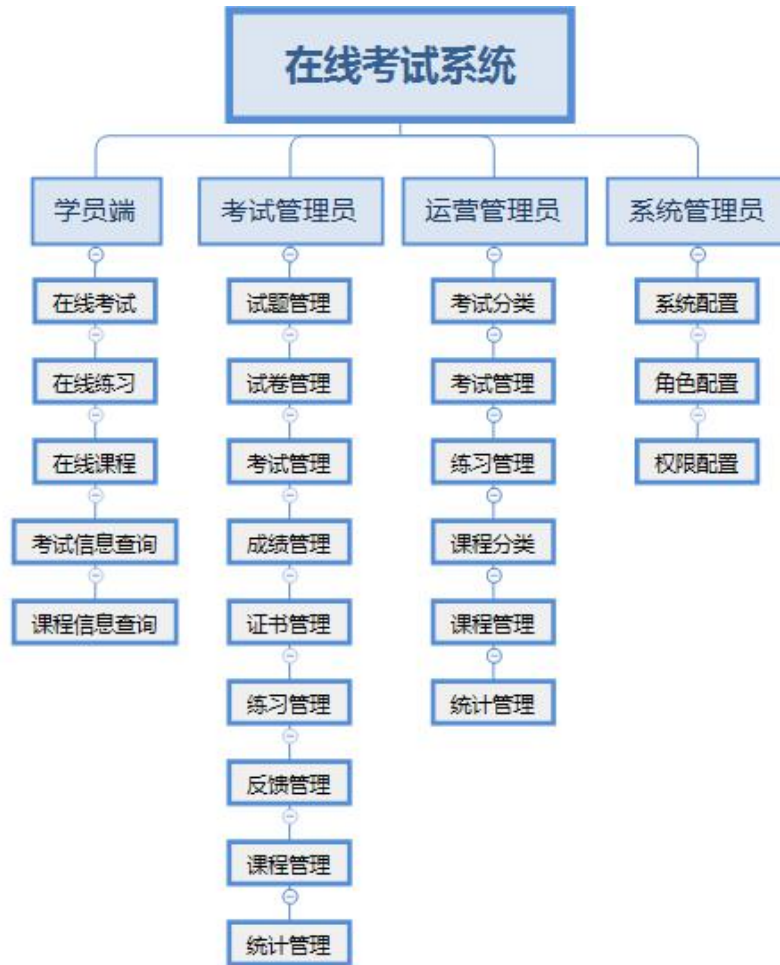 在线考试系统
学员端
考试管理员
运营管理员
系统管理员
在线考试
在线练习
在线课程
考试信息查询
课程信息查询
试题管理
试卷管理
考试管理
成绩管理
证书管理
练习管理
反馈管理
课程管理
统计管理
考试分类
考试管理
练习管理
课程分类
课程管理
统计管理
系统配置
角色配置
权限配置